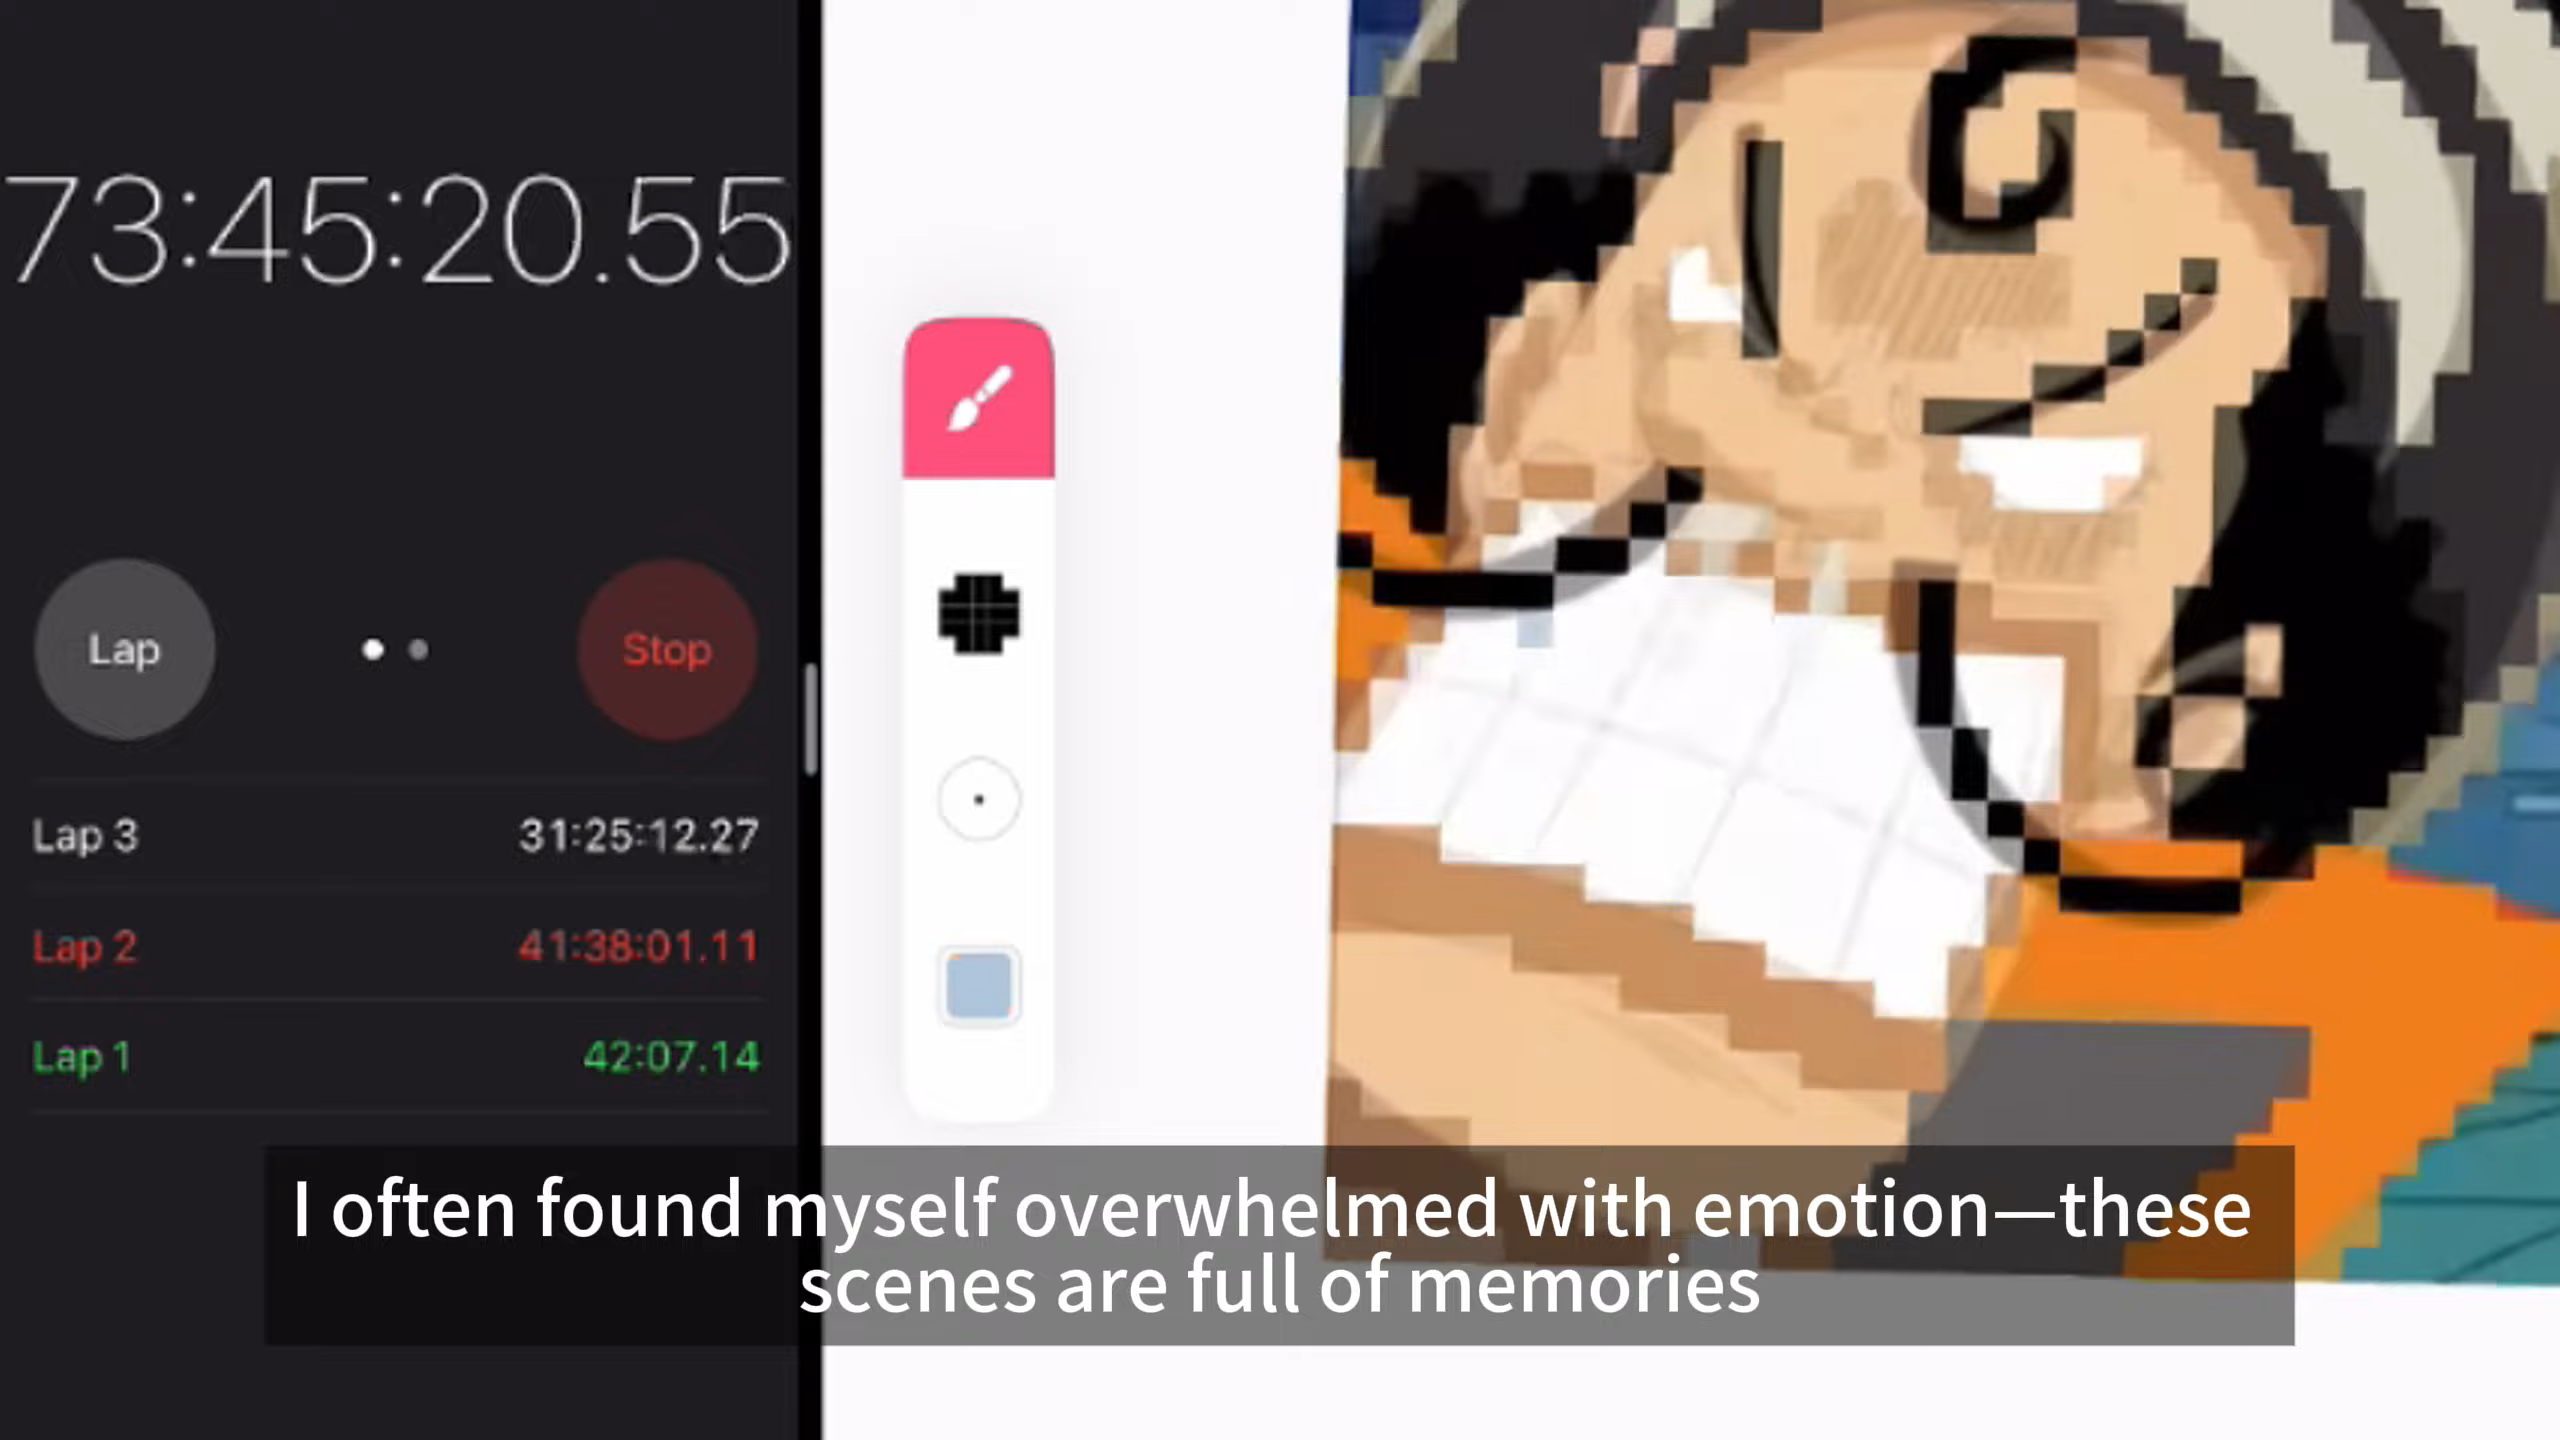 73:45:20.55
Lap
Stop
Lap 3 31:25:12.27
Lap 2 41:38:01.11
Lap 1 42:07.14
I often found myself overwhelmed with emotion—these
scenes are full of memories